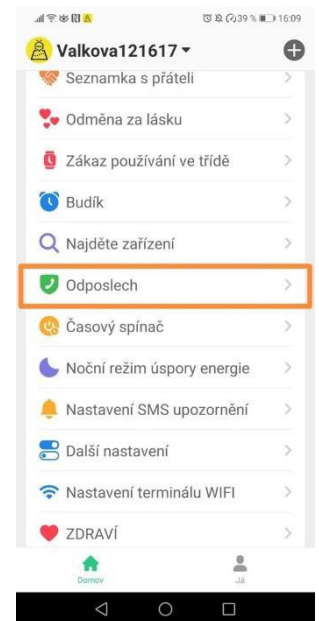 39 % 16:09
Valkova121617
Seznamka s přáteli
Odměna za lásku
Zákaz používání ve třídě
Budík
Najděte zařízení
Odposlech
Časový spínač
Noční režim úspory energie
Nastavení SMS upozornění
Další nastavení
Nastavení terminálu WIFI
ZDRAVÍ
Domov
Já